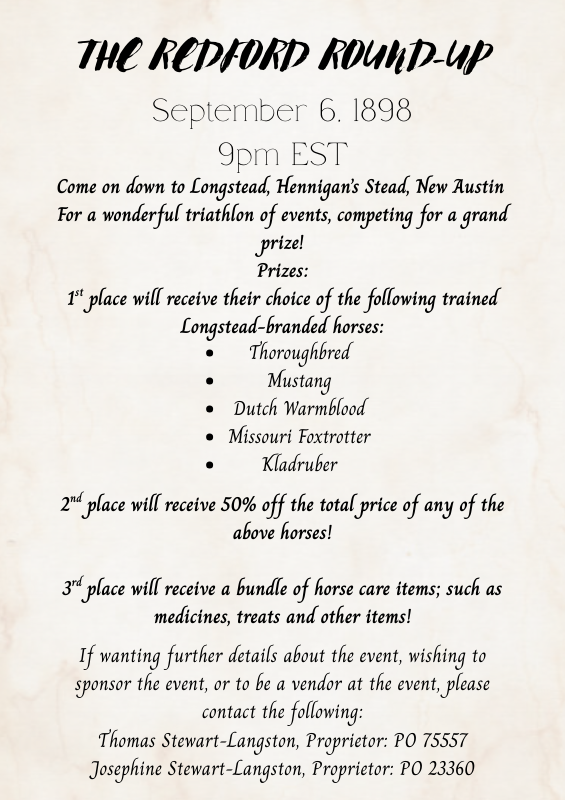 THE REDFORD ROUND-UP
September 6, 1898
9pm EST
Come on down to Longstead, Hennigan's Stead, New Austin
For a wonderful triathlon of events, competing for a grand
prize!
Prizes:
1st place will receive their choice of the following trained
Longstead-branded horses:
• Thoroughbred
• Mustang
• Dutch Warmblood
• Missouri Foxtrotter
• Kladruber
2nd place will receive 50% off the total price of any of the
above horses!
3rd place will receive a bundle of horse care items; such as
medicines, treats and other items!
If wanting further details about the event, wishing to
sponsor the event, or to be a vendor at the event, please
contact the following:
Thomas Stewart-Langston, Proprietor: PO 75557
Josephine Stewart-Langston, Proprietor: PO 23360